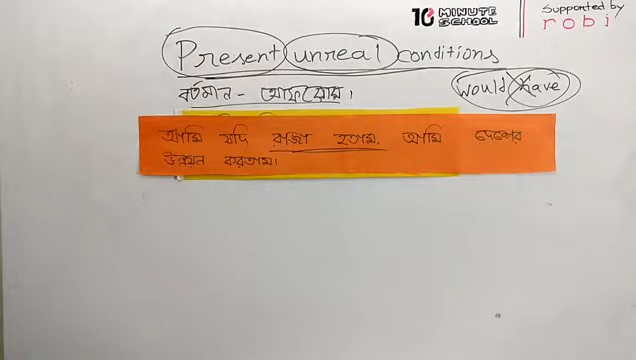 10 MINUTE SCHOOL
Supported by
robi
Present unreal conditions
বর্তমান - আফসোস।
would have
আমি যদি রাজা হতাম, আমি দেশের
উন্নয়ন করতাম।